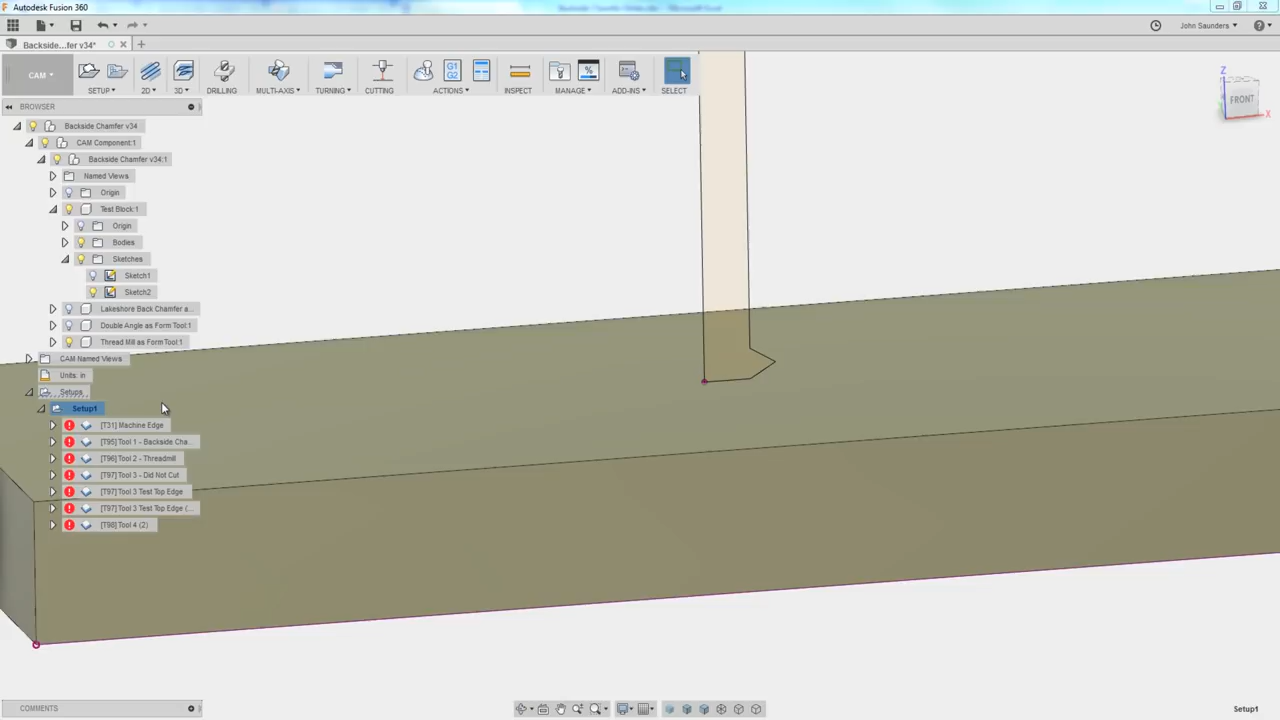 Autodesk Fusion 360
John Saunders
Backside...fer v34*
CAM
SETUP
2D
3D
DRILLING
MULTI-AXIS
TURNING
CUTTING
G1
G2
ACTIONS
INSPECT
MANAGE
ADD-INS
SELECT
BROWSER
Backside Chamfer v34
CAM Component:1
Backside Chamfer v34:1
Named Views
Origin
Test Block:1
Origin
Bodies
Sketches
Sketch1
Sketch2
Lakeshore Back Chamfer a...
Double Angle as Form Tool:1
Thread Mill as Form Tool:1
CAM Named Views
Units: in
Setups
Setup1
[T31] Machine Edge
[T95] Tool 1 - Backside Cha...
[T96] Tool 2 - Threadmill
[T97] Tool 3 - Did Not Cut
[T97] Tool 3 Test Top Edge
[T97] Tool 3 Test Top Edge (...
[T98] Tool 4 (2)
Z
FRONT
X
COMMENTS
Setup1